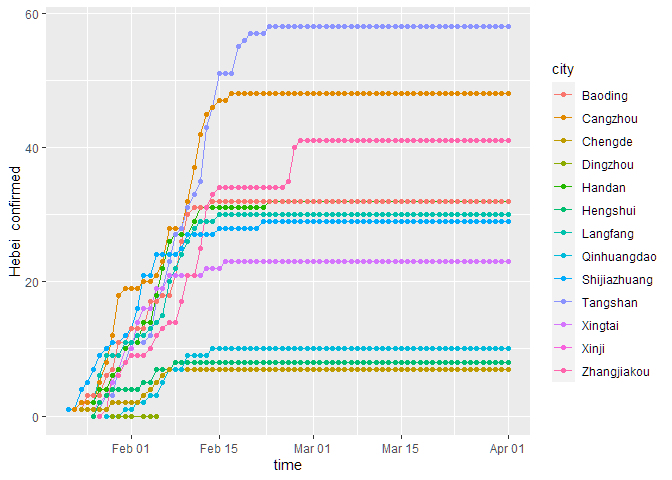 60
40
20
0
Hebei confirmed
Feb 01
Feb 15
Mar 01
Mar 15
Apr 01
time
city
Baoding
Cangzhou
Chengde
Dingzhou
Handan
Hengshui
Langfang
Qinhuangdao
Shijiazhuang
Tangshan
Xingtai
Xinji
Zhangjiakou